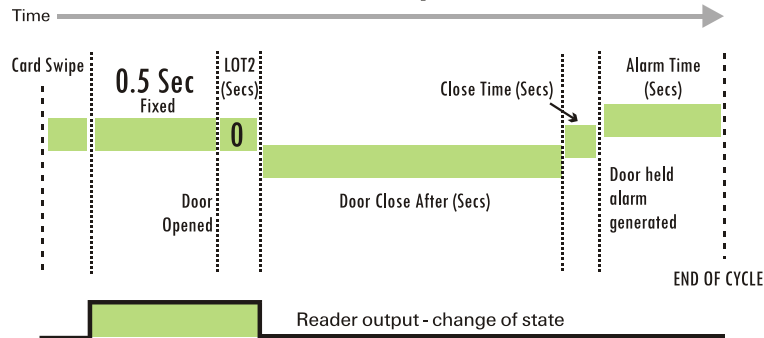 Time
Card Swipe
0.5 Sec
Fixed
LOT2
(Secs)
0
Close Time (Secs)
Alarm Time
(Secs)
Door
Opened
Door Close After (Secs)
Door held
alarm
generated
END OF CYCLE
Reader output - change of state